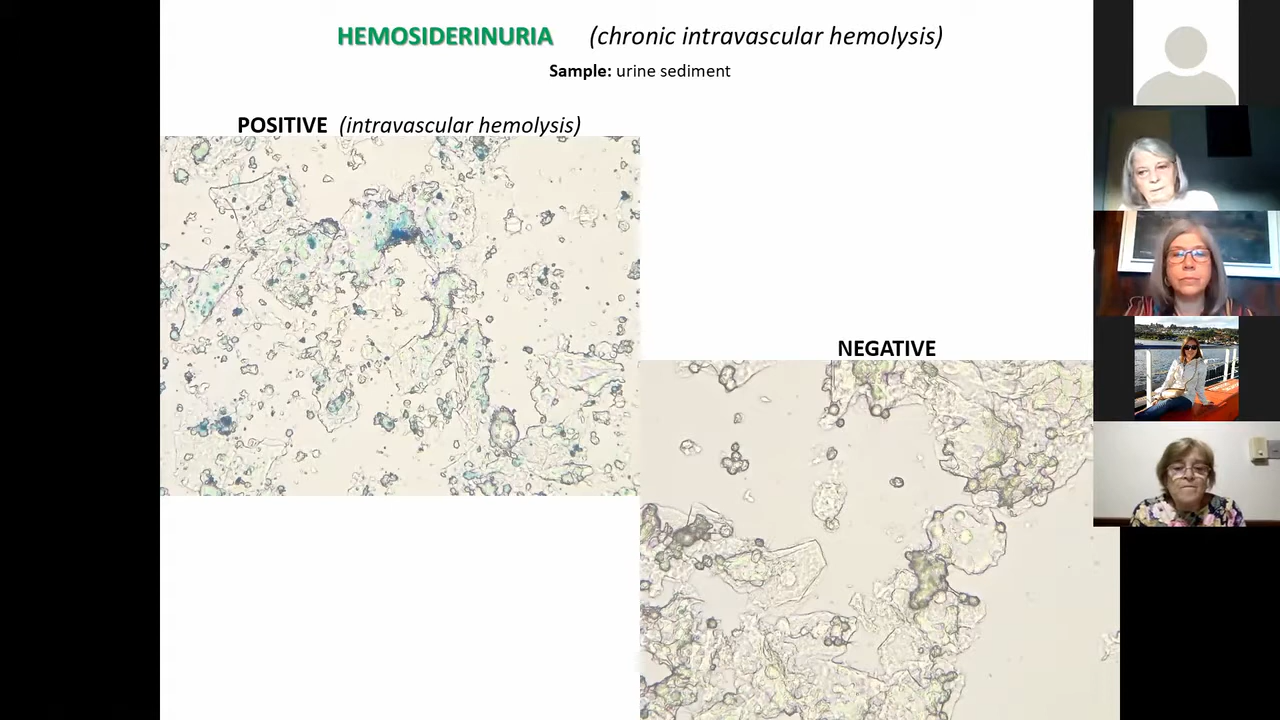 HEMOSIDERINURIA (chronic intravascular hemolysis)
Sample: urine sediment
POSITIVE (intravascular hemolysis)
NEGATIVE